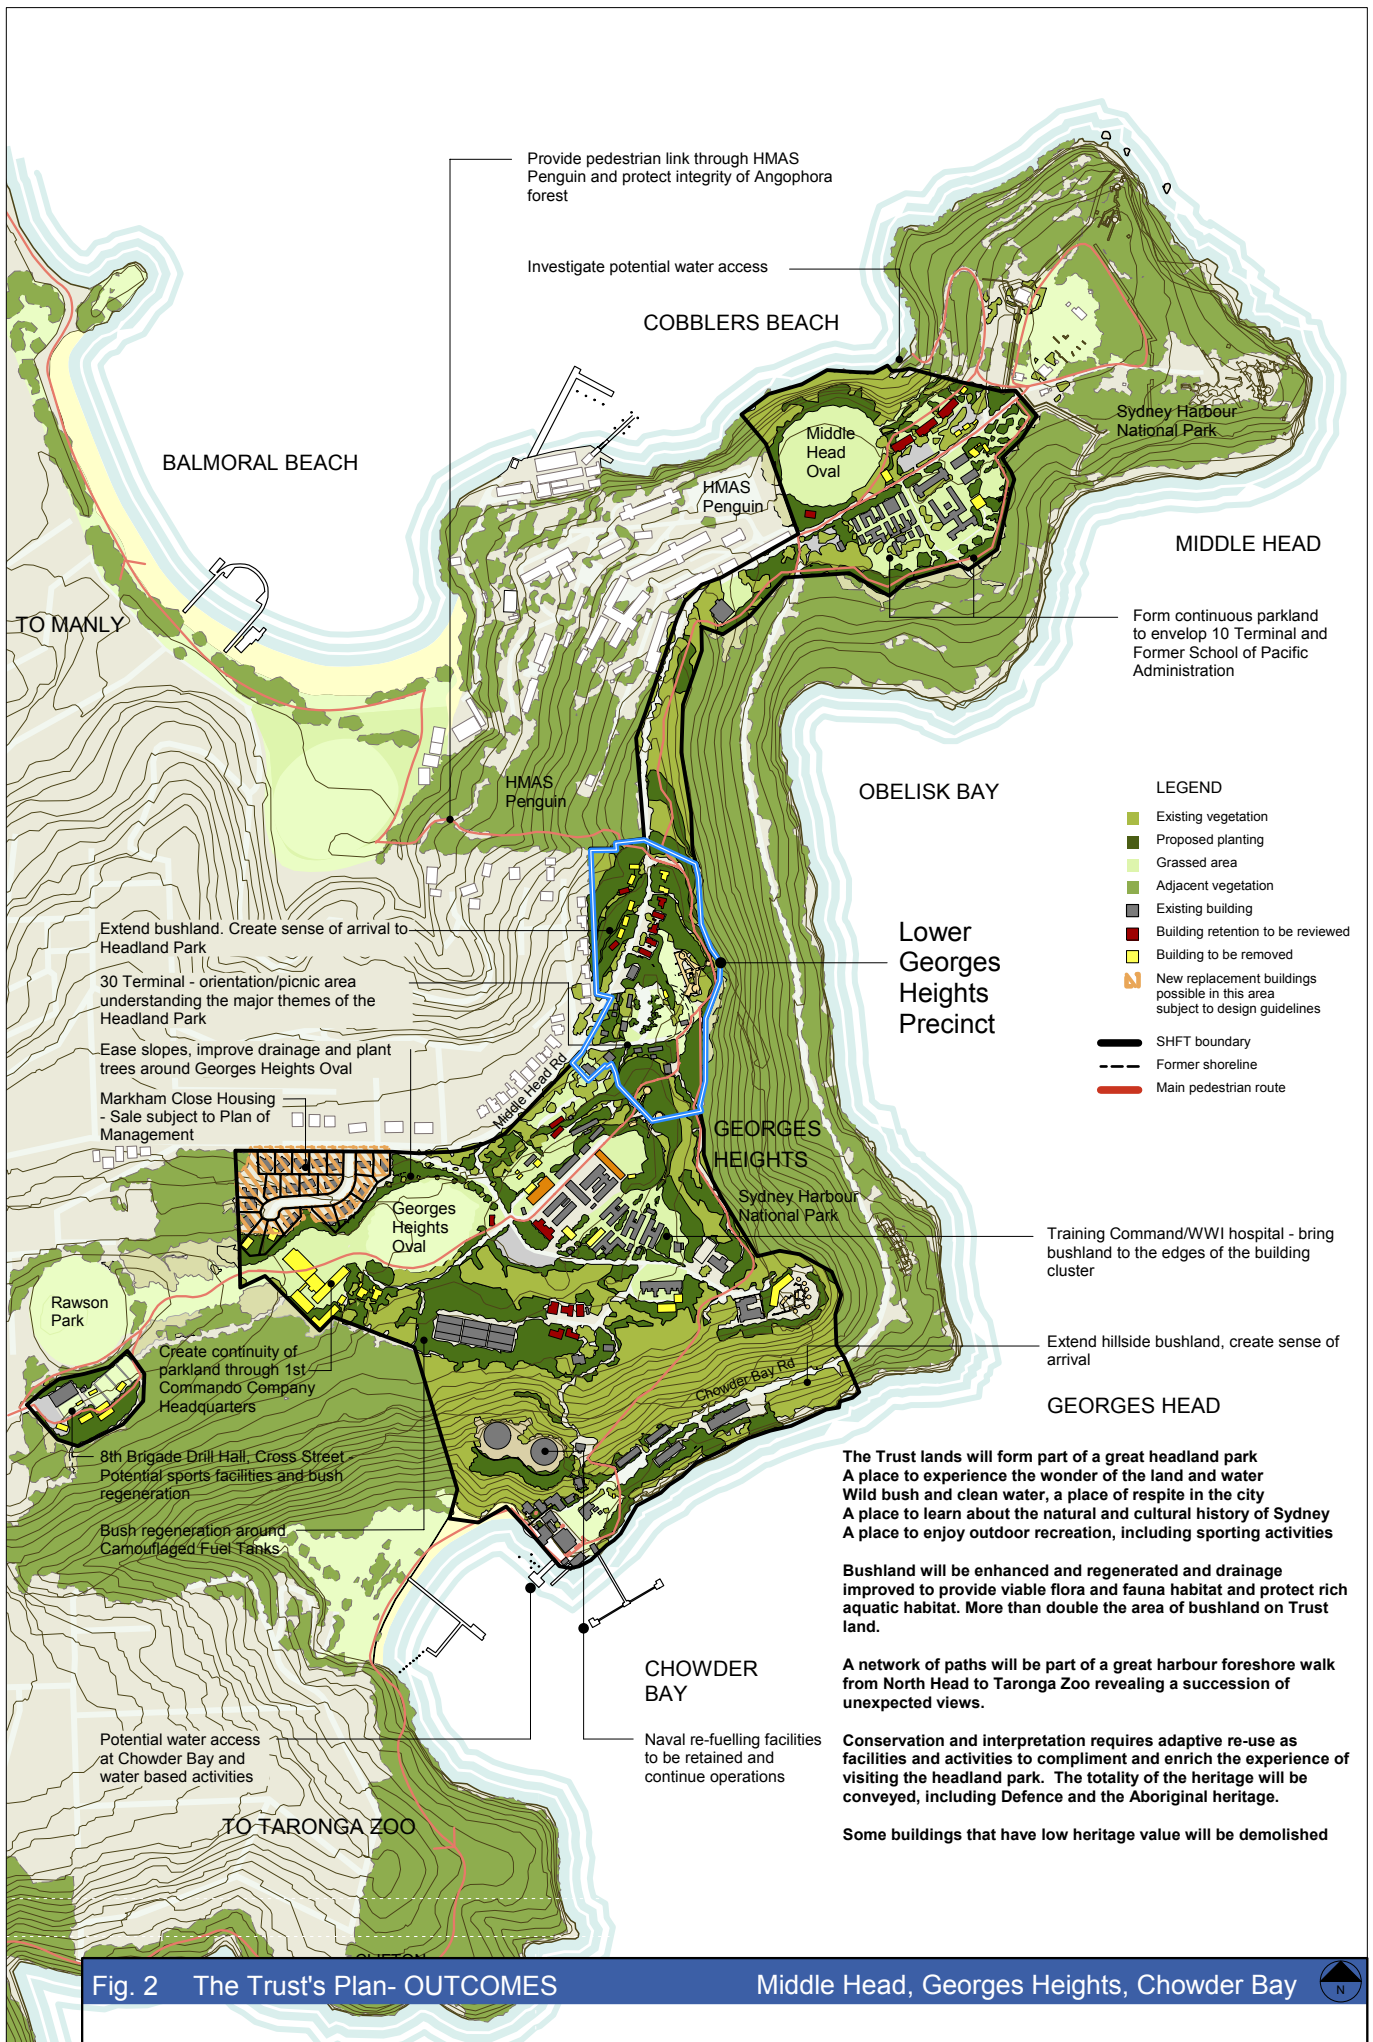 Provide pedestrian link through HMAS
Penguin and protect integrity of Angophora
forest
Investigate potential water access
COBBLERS BEACH
BALMORAL BEACH
Middle
Head
Oval
Sydney Harbour
National Park
HMAS
Penguin
MIDDLE HEAD
TO MANLY
Form continuous parkland
to envelop 10 Terminal and
Former School of Pacific
Administration
HMAS
Penguin
OBELISK BAY
LEGEND
Existing vegetation
Proposed planting
Grassed area
Adjacent vegetation
Existing building
Building retention to be reviewed
Building to be removed
New replacement buildings
possible in this area
subject to design guidelines
SHFT boundary
Former shoreline
Main pedestrian route
Extend bushland. Create sense of arrival to
Headland Park
30 Terminal - orientation/picnic area
understanding the major themes of the
Headland Park
Ease slopes, improve drainage and plant
trees around Georges Heights Oval
Markham Close Housing
- Sale subject to Plan of
Management
Lower
Georges
Heights
Precinct
Middle Head Rd
GEORGES
HEIGHTS
Sydney Harbour
National Park
Georges
Heights
Oval
Training Command/WWI hospital - bring
bushland to the edges of the building
cluster
Rawson
Park
Create continuity of
parkland through 1st
Commando Company
Headquarters
Extend hillside bushland, create sense of
arrival
Chowder Bay Rd
GEORGES HEAD
8th Brigade Drill Hall, Cross Street -
Potential sports facilities and bush
regeneration
Bush regeneration around
Camouflaged Fuel Tanks
The Trust lands will form part of a great headland park
A place to experience the wonder of the land and water
Wild bush and clean water, a place of respite in the city
A place to learn about the natural and cultural history of Sydney
A place to enjoy outdoor recreation, including sporting activities
Bushland will be enhanced and regenerated and drainage
improved to provide viable flora and fauna habitat and protect rich
aquatic habitat. More than double the area of bushland on Trust
land.
A network of paths will be part of a great harbour foreshore walk
from North Head to Taronga Zoo revealing a succession of
unexpected views.
Conservation and interpretation requires adaptive re-use as
facilities and activities to compliment and enrich the experience of
visiting the headland park. The totality of the heritage will be
conveyed, including Defence and the Aboriginal heritage.
Some buildings that have low heritage value will be demolished
CHOWDER
BAY
Potential water access
at Chowder Bay and
water based activities
Naval re-fuelling facilities
to be retained and
continue operations
TO TARONGA ZOO
Fig. 2 The Trust's Plan- OUTCOMES Middle Head, Georges Heights, Chowder Bay
N